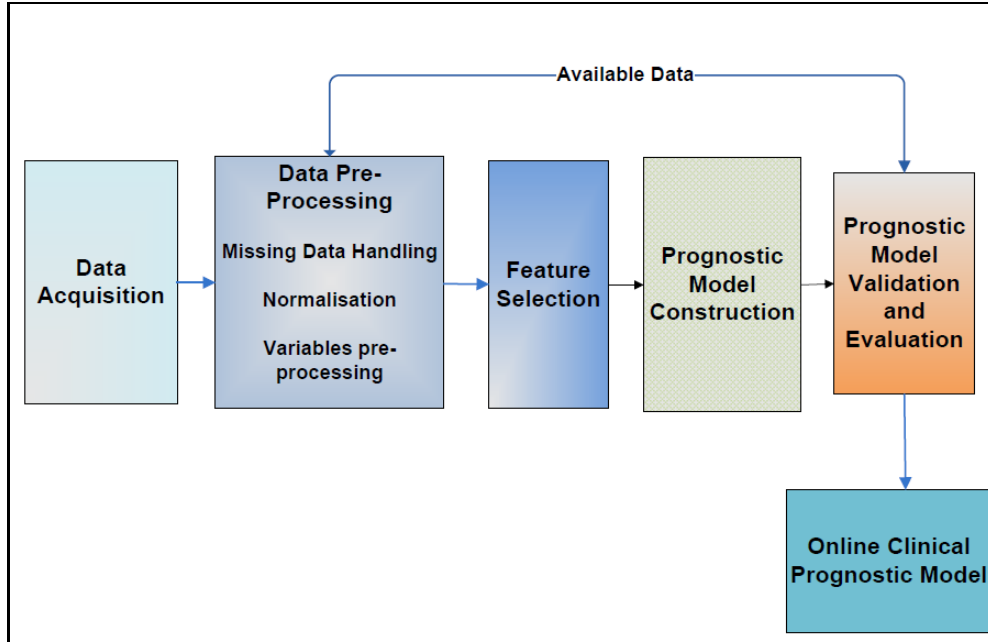 Available Data
Data
Acquisition
Data Pre-
Processing
Missing Data Handling
Normalisation
Variables pre-
processing
Feature
Selection
Prognostic
Model
Construction
Prognostic
Model
Validation
and
Evaluation
Online Clinical
Prognostic Model